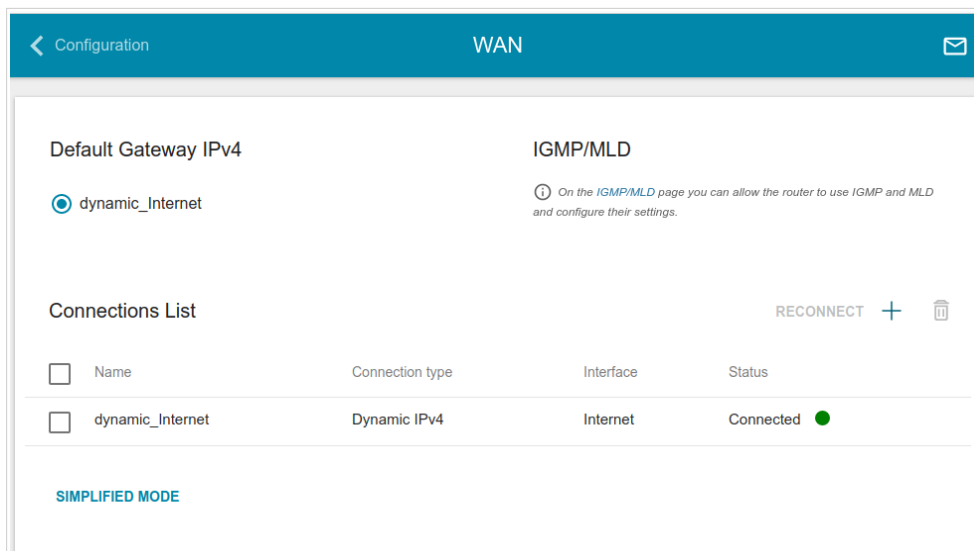 Configuration
WAN
Default Gateway IPv4
dynamic_Internet
IGMP/MLD
On the IGMP/MLD page you can allow the router to use IGMP and MLD
and configure their settings.
Connections List
RECONNECT
Name Connection type Interface Status
dynamic_Internet Dynamic IPv4 Internet Connected
SIMPLIFIED MODE